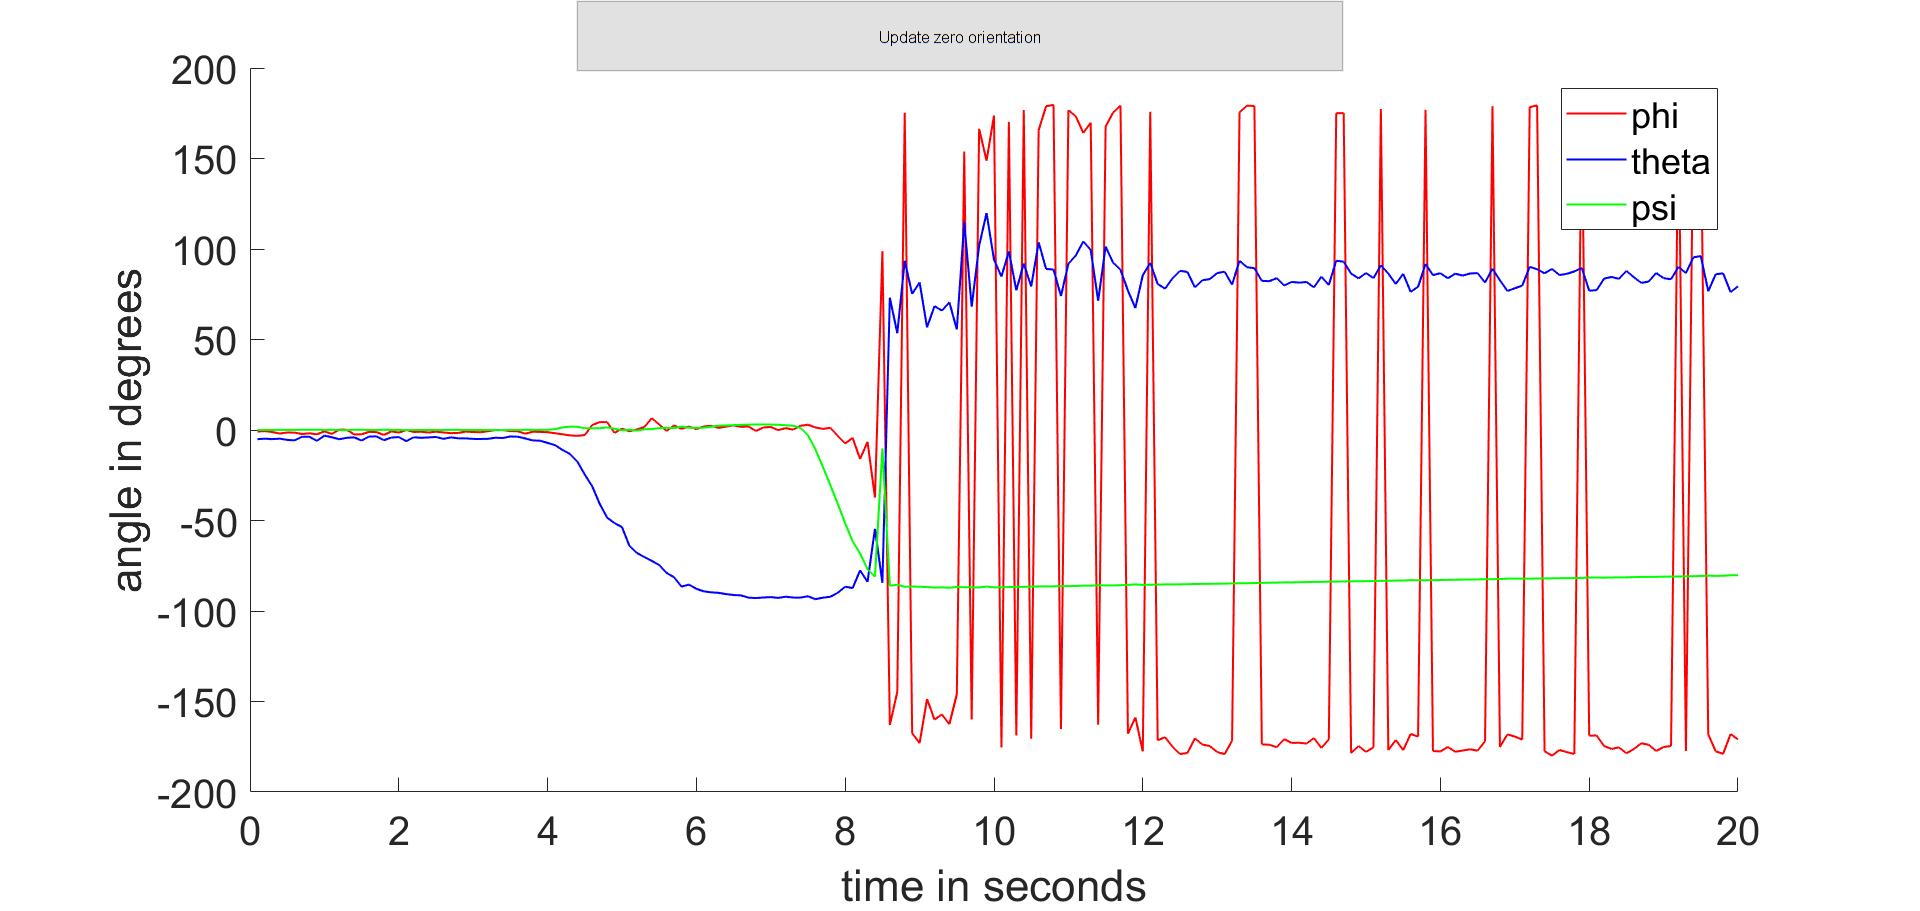 Update zero orientation
200
150
100
50
0
-50
-100
-150
-200
angle in degrees
phi
theta
psi
0 2 4 6 8 10 12 14 16 18 20
time in seconds